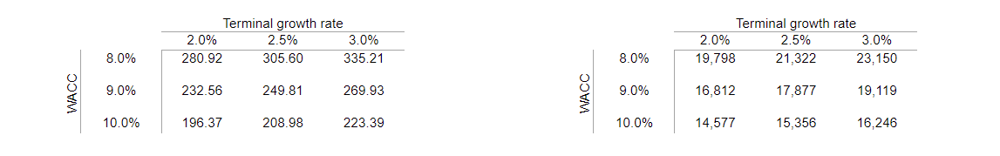 Terminal growth rate
2.0% 2.5% 3.0%
WACC
8.0% 280.92 305.60 335.21
9.0% 232.56 249.81 269.93
10.0% 196.37 208.98 223.39
Terminal growth rate
2.0% 2.5% 3.0%
WACC
8.0% 19,798 21,322 23,150
9.0% 16,812 17,877 19,119
10.0% 14,577 15,356 16,246